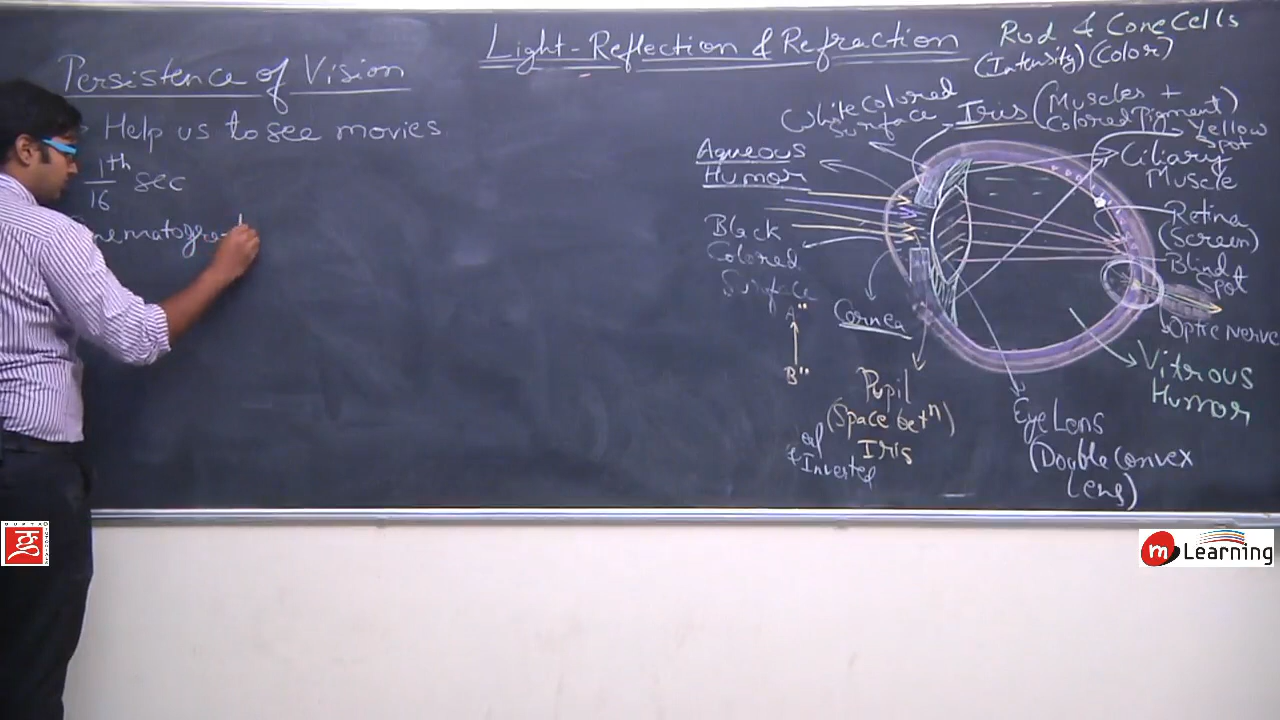 Light-Reflection & Refraction
Rod & Cone Cells
(Intensity) (Color)
Persistence of Vision
Help us to see movies
1/16 th sec
White Colored
Surface
Iris (Muscles +
Colored Pigment)
Yellow
Spot
Ciliary
Muscle
Aqueous
Humor
Retina
(Screen)
Black
Colored
Surface
Blind
Spot
A"
B"
Cornea
Optic Nerve
Vitrous
Humor
Pupil
(Space betⁿ)
Iris
& Inverted
Eye Lens
(Double Convex
Lens)
m Learning